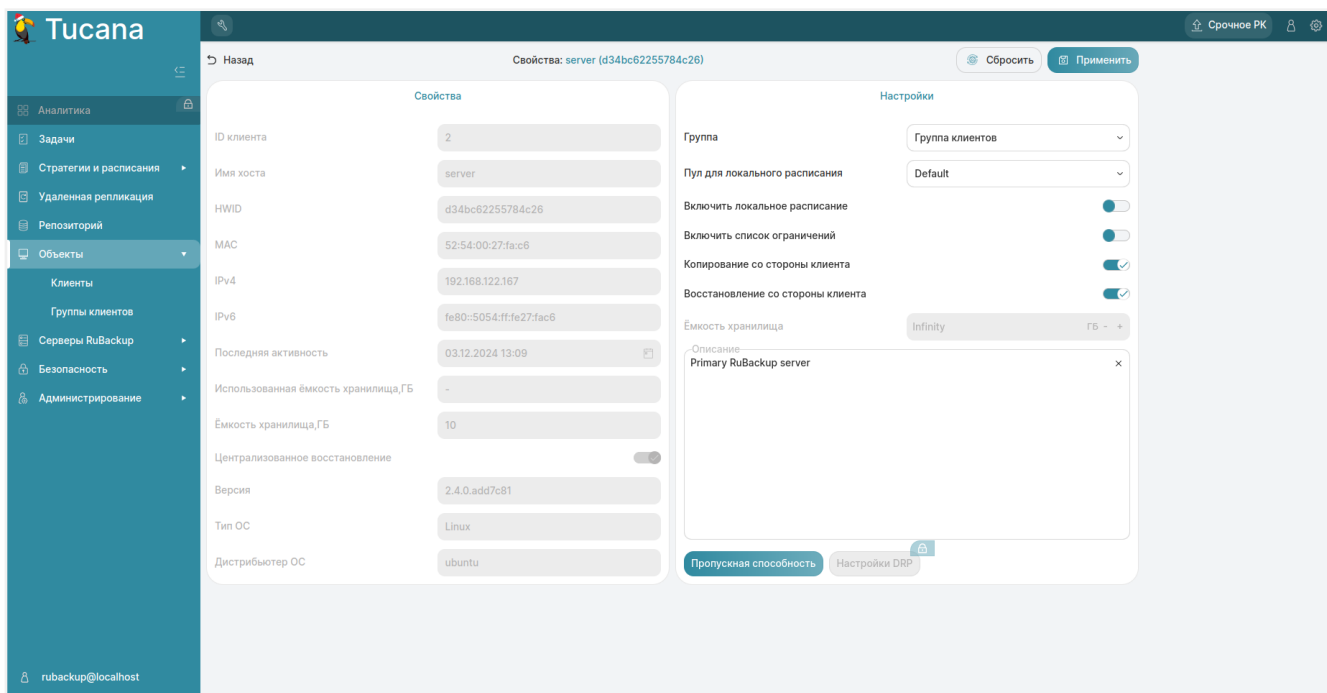 Tucana
Срочное РК
Назад
Свойства: server (d34bc62255784c26)
Сбросить
Применить
Аналитика
Задачи
Стратегии и расписания
Удаленная репликация
Репозиторий
Объекты
Клиенты
Группы клиентов
Серверы RuBackup
Безопасность
Администрирование
rubackup@localhost
Свойства
ID клиента 2
Имя хоста server
HWID d34bc62255784c26
MAC 52:54:00:27:fa:c6
IPv4 192.168.122.167
IPv6 fe80::5054:ff:fe27:fac6
Последняя активность 03.12.2024 13:09
Использованная ёмкость хранилища,ГБ -
Ёмкость хранилища,ГБ 10
Централизованное восстановление
Версия 2.4.0.add7c81
Тип ОС Linux
Дистрибьютер ОС ubuntu
Настройки
Группа Группа клиентов
Пул для локального расписания Default
Включить локальное расписание
Включить список ограничений
Копирование со стороны клиента
Восстановление со стороны клиента
Ёмкость хранилища Infinity ГБ - +
Описание
Primary RuBackup server ×
Пропускная способность Настройки DRP